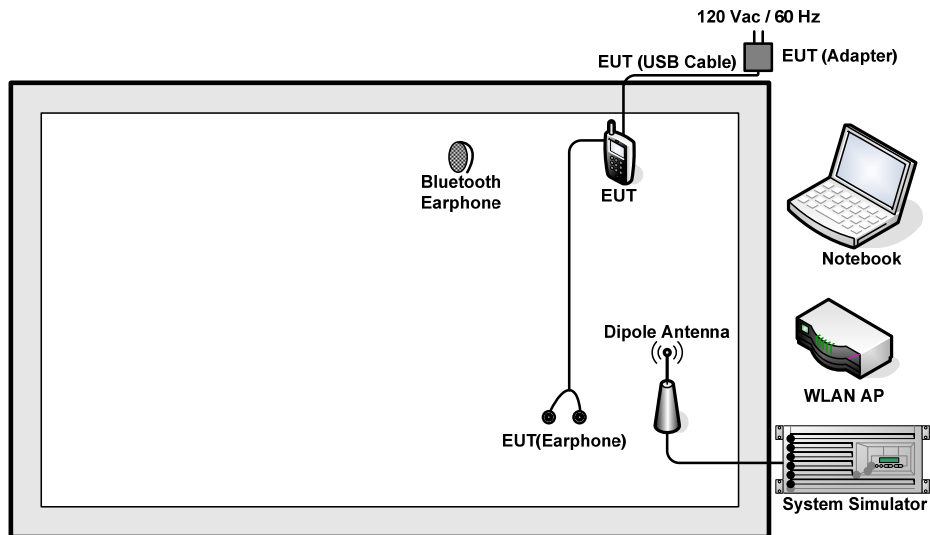 120 Vac / 60 Hz
EUT (USB Cable)
EUT (Adapter)
Bluetooth
Earphone
EUT
Notebook
Dipole Antenna
WLAN AP
EUT(Earphone)
System Simulator